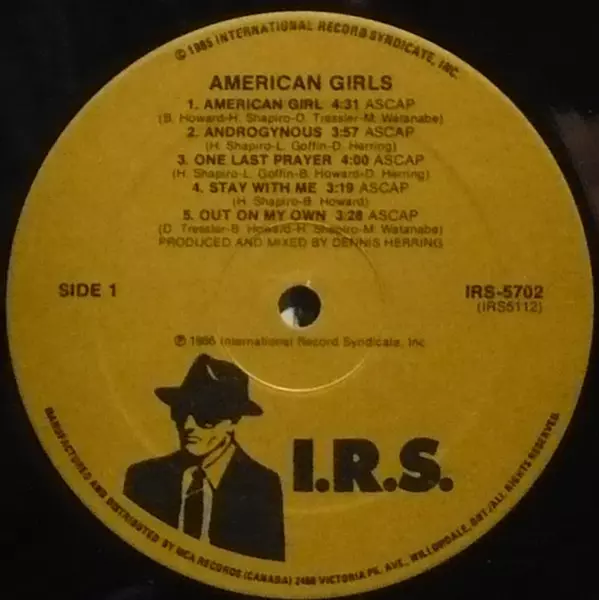 © 1985 INTERNATIONAL RECORD SYNDICATE, INC.
AMERICAN GIRLS
1. AMERICAN GIRL 4:31 ASCAP
(B. Howard-H. Shapiro-D. Tressler-M. Watanabe)
2. ANDROGYNOUS 3:57 ASCAP
(H. Shapiro-L. Goffin-D. Herring)
3. ONE LAST PRAYER 4:00 ASCAP
(H. Shapiro-L. Goffin-B. Howard-D. Herring)
4. STAY WITH ME 3:19 ASCAP
(H. Shapiro-B. Howard)
5. OUT ON MY OWN 3:28 ASCAP
(D. Tressler-B. Howard-H. Shapiro-M. Watanabe)
PRODUCED AND MIXED BY DENNIS HERRING
SIDE 1
IRS-5702
(IRS5112)
℗ 1986 International Record Syndicate, Inc
I.R.S.
MANUFACTURED AND DISTRIBUTED BY MCA RECORDS (CANADA) 2450 VICTORIA PK. AVE., WILLOWDALE, ONT./ALL RIGHTS RESERVED.